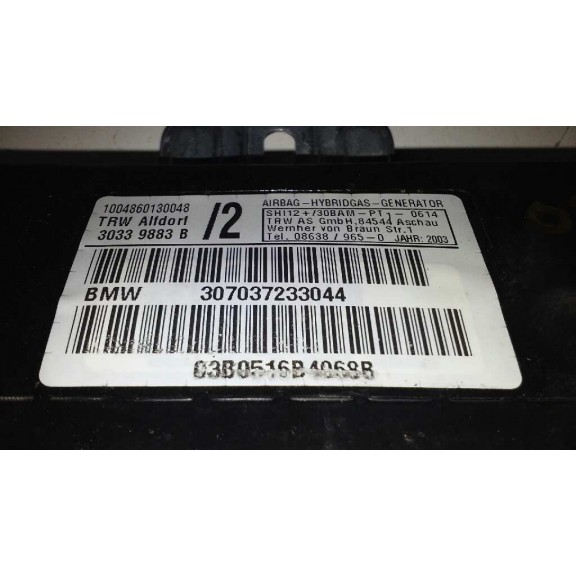 1004860130048
TRW Alfdorf
3033 9883 B
/2
AIRBAG-HYBRIDGAS-GENERATOR
SHI12+/30BAM-PT1-0614
TRW AS GmbH,84544 Aschau
Wernher von Braun Str.1
Tel. 08638 / 965-0 JAHR: 2003
BMW 307037233044
03B0516B4068B